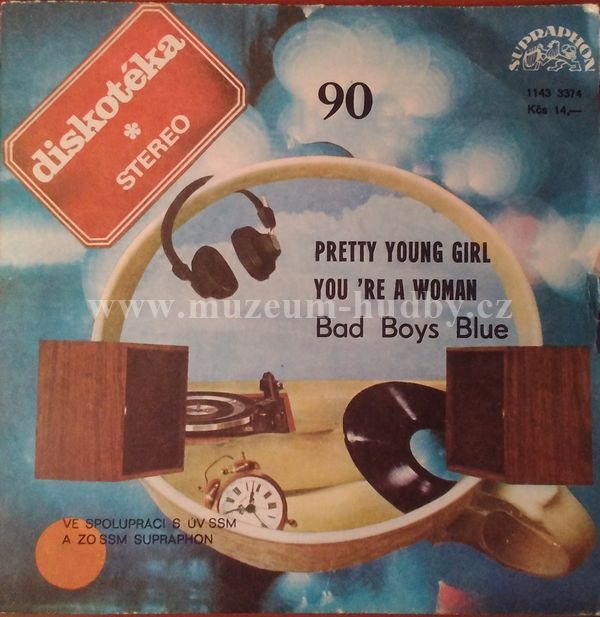 diskotéka
*
STEREO
90
SUPRAPHON
1143 3374
Kčs 14,—
PRETTY YOUNG GIRL
YOU 'RE A WOMAN
Bad Boys Blue
www.muzeum-hudby.cz
VE SPOLUPRACI S ÚV SSM
A ZO SSM SUPRAPHON